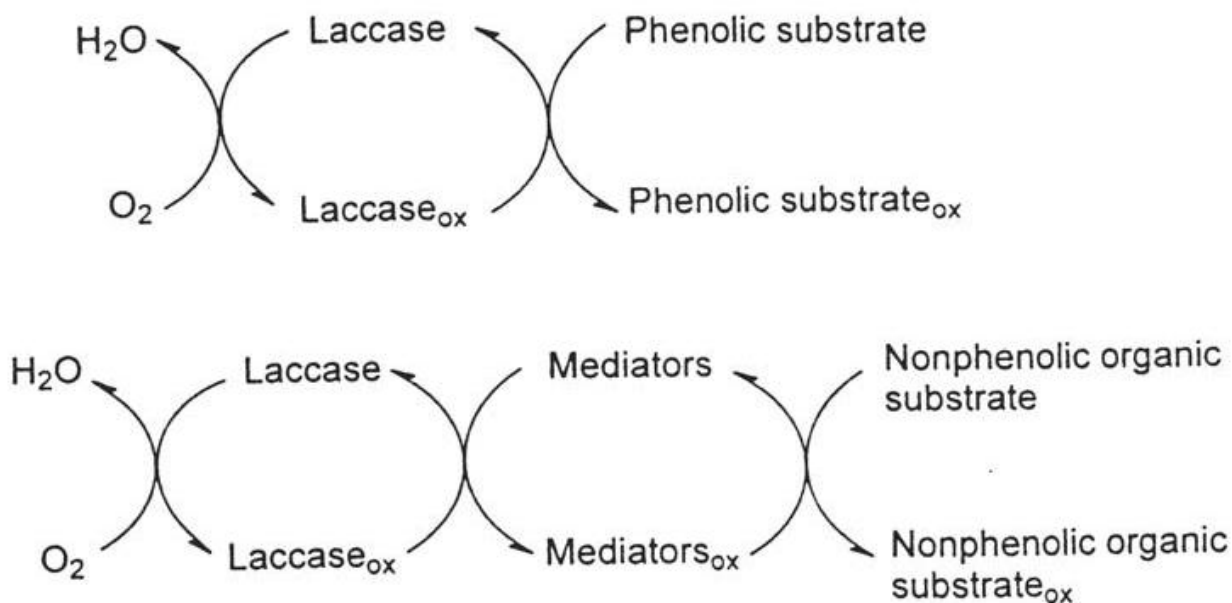 H₂O
Laccase
Phenolic substrate
O₂
Laccaseₒₓ
Phenolic substrateₒₓ
H₂O
Laccase
Mediators
Nonphenolic organic
substrate
O₂
Laccaseₒₓ
Mediatorsₒₓ
Nonphenolic organic
substrateₒₓ